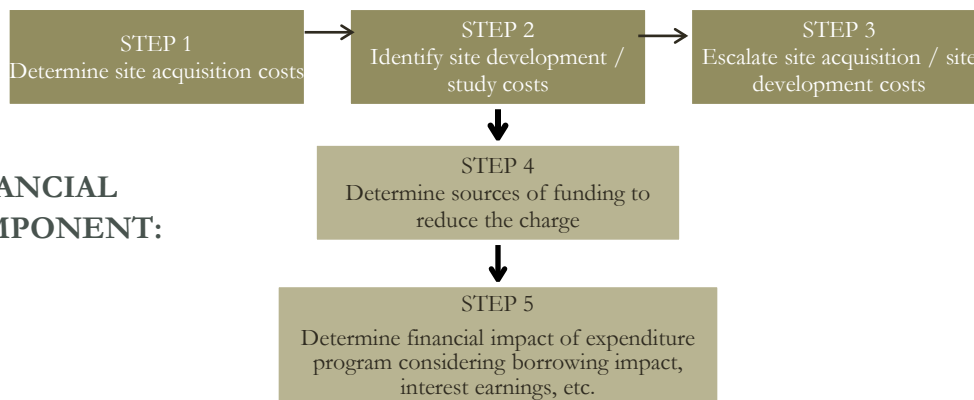 STEP 1
Determine site acquisition costs
STEP 2
Identify site development /
study costs
STEP 3
Escalate site acquisition / site
development costs
ANCIAL
MPONENT:
STEP 4
Determine sources of funding to
reduce the charge
STEP 5
Determine financial impact of expenditure
program considering borrowing impact,
interest earnings, etc.